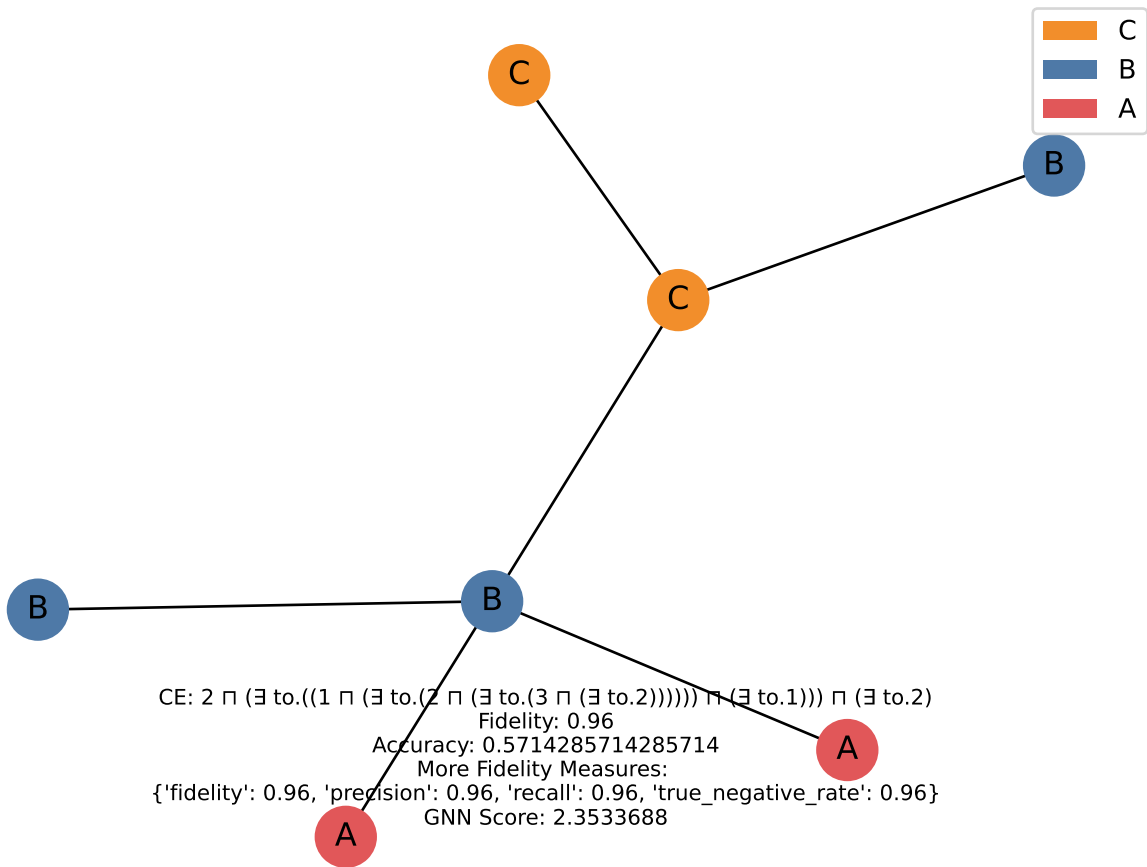 C
C
B
A
B
C
B
B
CE: 2 ⊓ (∃ to.((1 ⊓ (∃ to.(2 ⊓ (∃ to.(3 ⊓ (∃ to.2)))))) ⊓ (∃ to.1))) ⊓ (∃ to.2)
Fidelity: 0.96
Accuracy: 0.5714285714285714
A
More Fidelity Measures:
{'fidelity': 0.96, 'precision': 0.96, 'recall': 0.96, 'true_negative_rate': 0.96}
GNN Score: 2.3533688
A